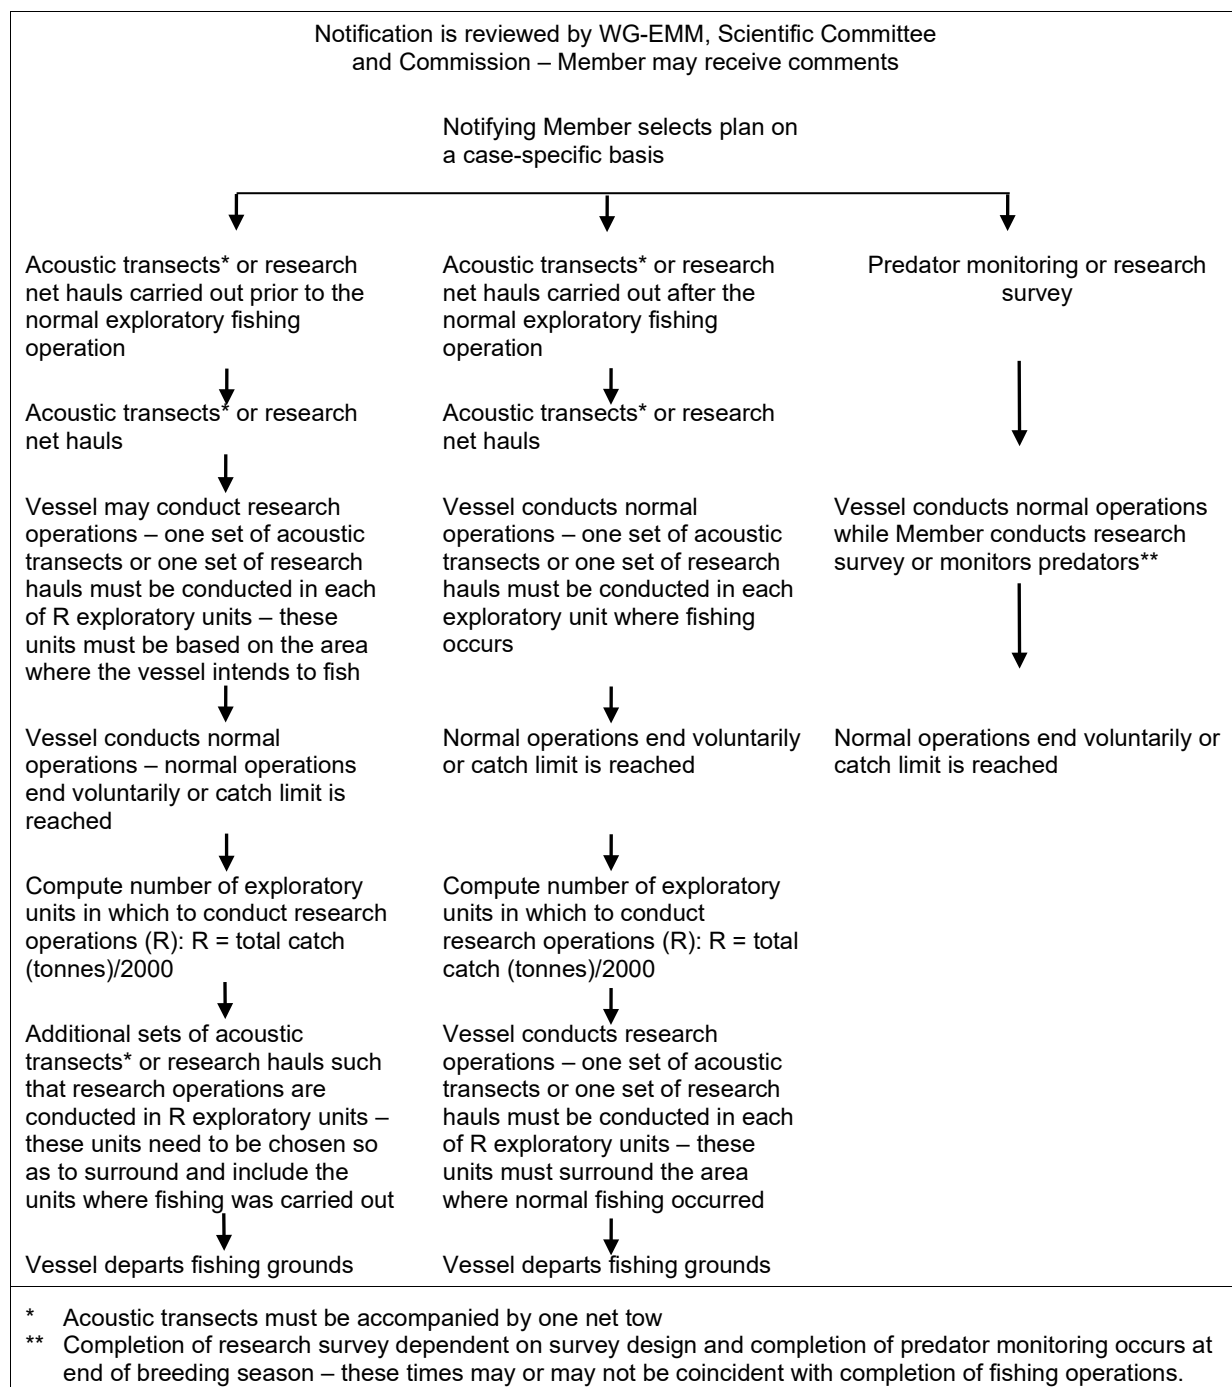 Notification is reviewed by WG-EMM, Scientific Committee
and Commission – Member may receive comments
Notifying Member selects plan on
a case-specific basis
Acoustic transects* or research
net hauls carried out prior to the
normal exploratory fishing
operation
Acoustic transects* or research
net hauls
Vessel may conduct research
operations – one set of acoustic
transects or one set of research
hauls must be conducted in each
of R exploratory units – these
units must be based on the area
where the vessel intends to fish
Vessel conducts normal
operations – normal operations
end voluntarily or catch limit is
reached
Compute number of exploratory
units in which to conduct research
operations (R): R = total catch
(tonnes)/2000
Additional sets of acoustic
transects* or research hauls such
that research operations are
conducted in R exploratory units –
these units need to be chosen so
as to surround and include the
units where fishing was carried out
Vessel departs fishing grounds
Acoustic transects* or research
net hauls carried out after the
normal exploratory fishing
operation
Acoustic transects* or research
net hauls
Vessel conducts normal
operations – one set of acoustic
transects or one set of research
hauls must be conducted in each
exploratory unit where fishing
occurs
Normal operations end voluntarily
or catch limit is reached
Compute number of exploratory
units in which to conduct
research operations (R): R = total
catch (tonnes)/2000
Vessel conducts research
operations – one set of acoustic
transects or one set of research
hauls must be conducted in each
of R exploratory units – these
units must surround the area
where normal fishing occurred
Vessel departs fishing grounds
Predator monitoring or research
survey
Vessel conducts normal operations
while Member conducts research
survey or monitors predators**
Normal operations end voluntarily or
catch limit is reached
* Acoustic transects must be accompanied by one net tow
** Completion of research survey dependent on survey design and completion of predator monitoring occurs at
end of breeding season – these times may or may not be coincident with completion of fishing operations.